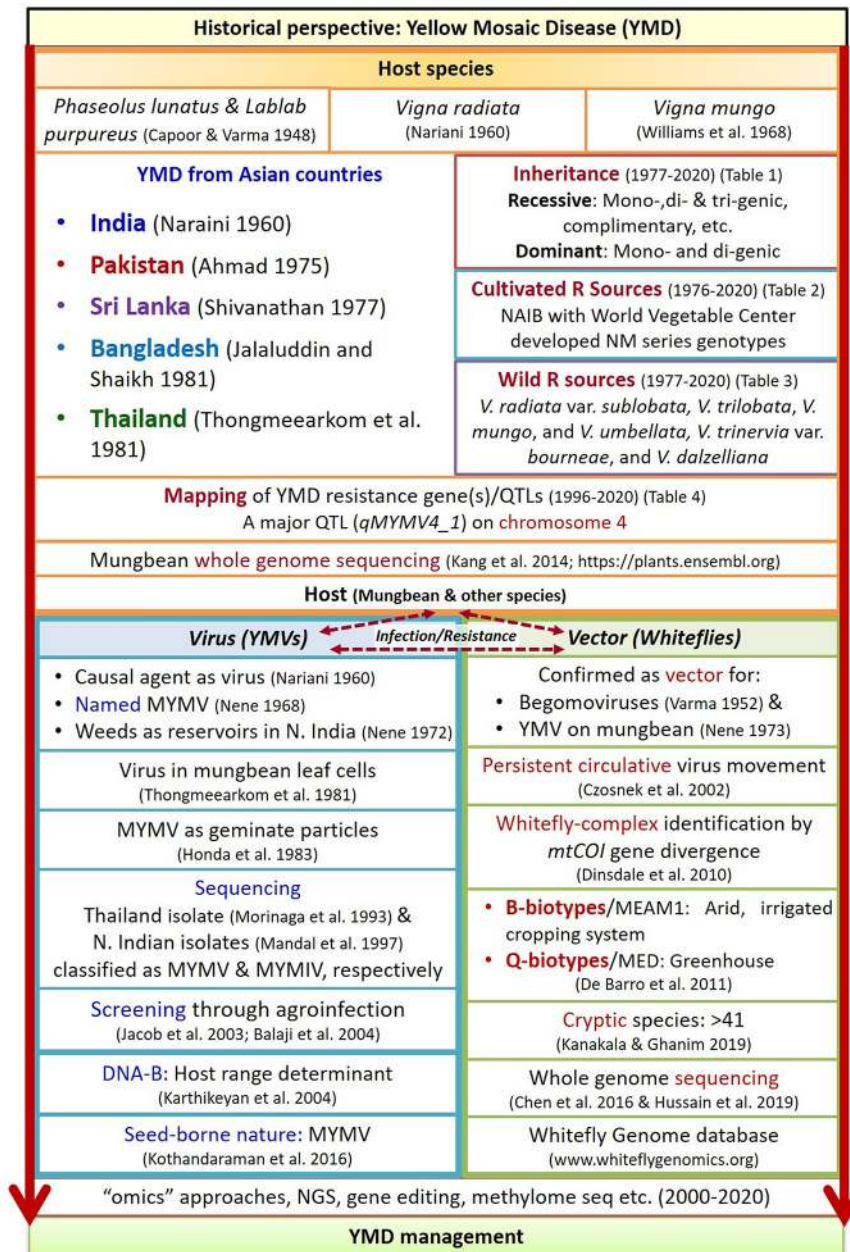 Historical perspective: Yellow Mosaic Disease (YMD)
Host species
Phaseolus lunatus & Lablab
purpureus (Capoor & Varma 1948)
Vigna radiata
(Nariani 1960)
Vigna mungo
(Williams et al. 1968)
YMD from Asian countries
• India (Naraini 1960)
• Pakistan (Ahmad 1975)
• Sri Lanka (Shivanathan 1977)
• Bangladesh (Jalaluddin and
Shaikh 1981)
• Thailand (Thongmeearkom et al.
1981)
Inheritance (1977-2020) (Table 1)
Recessive: Mono-,di- & tri-genic,
complimentary, etc.
Dominant: Mono- and di-genic
Cultivated R Sources (1976-2020) (Table 2)
NAIB with World Vegetable Center
developed NM series genotypes
Wild R sources (1977-2020) (Table 3)
V. radiata var. sublobata, V. trilobata, V.
mungo, and V. umbellata, V. trinervia var.
bourneae, and V. dalzelliana
Mapping of YMD resistance gene(s)/QTLs (1996-2020) (Table 4)
A major QTL (qMYMV4_1) on chromosome 4
Mungbean whole genome sequencing (Kang et al. 2014; https://plants.ensembl.org)
Host (Mungbean & other species)
Virus (YMVs)
Infection/Resistance
Vector (Whiteflies)
• Causal agent as virus (Nariani 1960)
• Named MYMV (Nene 1968)
• Weeds as reservoirs in N. India (Nene 1972)
Virus in mungbean leaf cells
(Thongmeearkom et al. 1981)
MYMV as geminate particles
(Honda et al. 1983)
Sequencing
Thailand isolate (Morinaga et al. 1993) &
N. Indian isolates (Mandal et al. 1997)
classified as MYMV & MYMIV, respectively
Screening through agroinfection
(Jacob et al. 2003; Balaji et al. 2004)
DNA-B: Host range determinant
(Karthikeyan et al. 2004)
Seed-borne nature: MYMV
(Kothandaraman et al. 2016)
Confirmed as vector for:
• Begomoviruses (Varma 1952) &
• YMV on mungbean (Nene 1973)
Persistent circulative virus movement
(Czosnek et al. 2002)
Whitefly-complex identification by
mtCOI gene divergence
(Dinsdale et al. 2010)
• B-biotypes/MEAM1: Arid, irrigated
cropping system
• Q-biotypes/MED: Greenhouse
(De Barro et al. 2011)
Cryptic species: >41
(Kanakala & Ghanim 2019)
Whole genome sequencing
(Chen et al. 2016 & Hussain et al. 2019)
Whitefly Genome database
(www.whiteflygenomics.org)
“omics” approaches, NGS, gene editing, methylome seq etc. (2000-2020)
YMD management